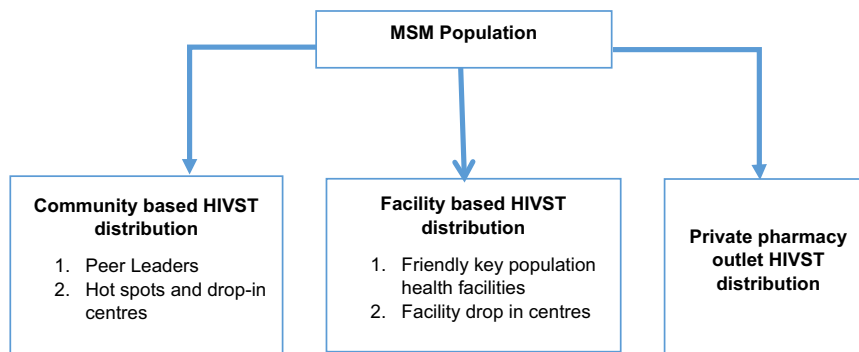 MSM Population
Community based HIVST
distribution
1. Peer Leaders
2. Hot spots and drop-in
centres
Facility based HIVST
distribution
1. Friendly key population
health facilities
2. Facility drop in centres
Private pharmacy
outlet HIVST
distribution